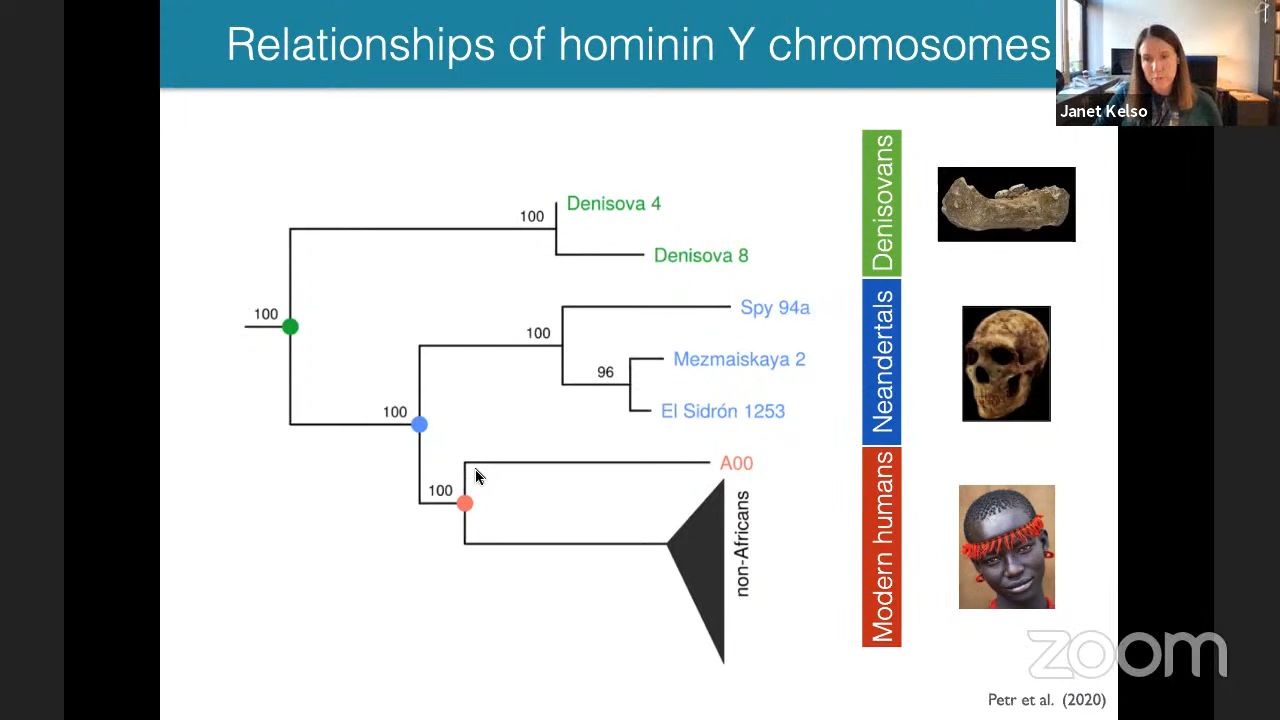 Relationships of hominin Y chromosomes
Janet Kelso
100
Denisova 4
Denisova 8
100
100
Spy 94a
96
Mezmaiskaya 2
El Sidrón 1253
100
100
A00
non-Africans
Denisovans
Neandertals
Modern humans
zoom
Petr et al. (2020)